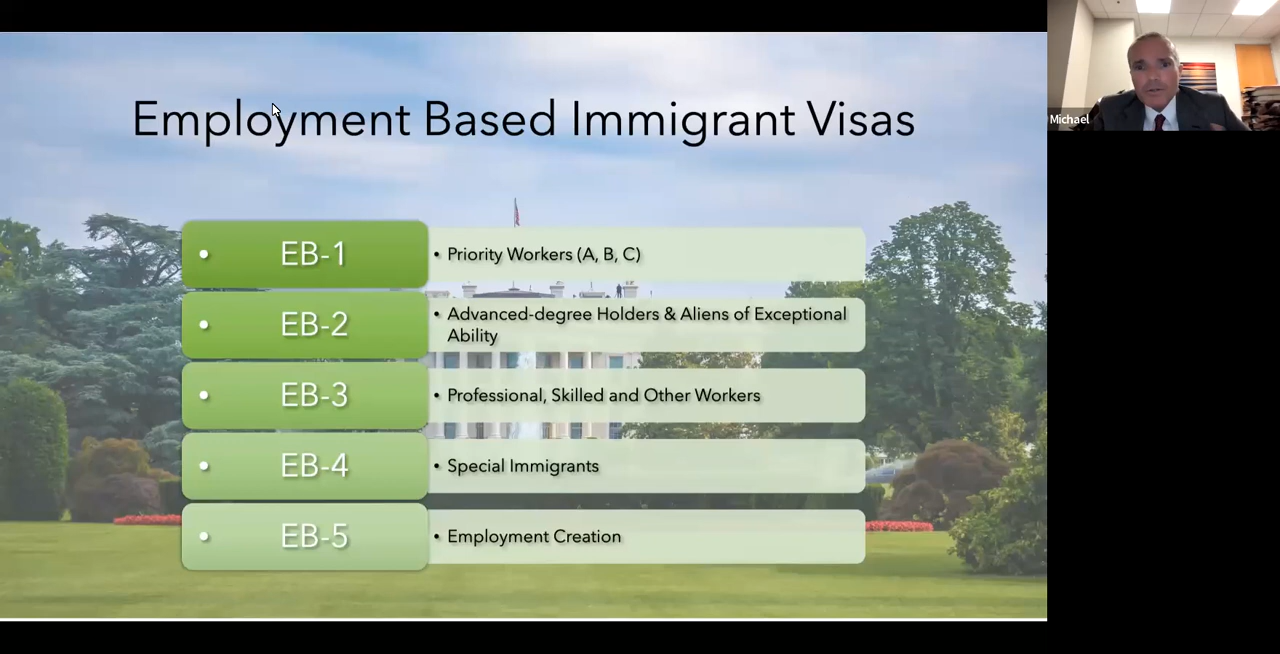 Employment Based Immigrant Visas
• EB-1
• Priority Workers (A, B, C)
• EB-2
• Advanced-degree Holders & Aliens of Exceptional
Ability
• EB-3
• Professional, Skilled and Other Workers
• EB-4
• Special Immigrants
• EB-5
• Employment Creation
Michael